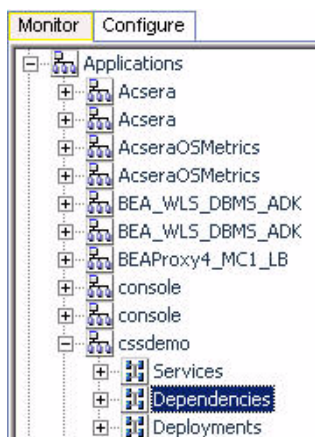 Monitor Configure
Applications
Acsera
Acsera
AcseraOSMetrics
AcseraOSMetrics
BEA_WLS_DBMS_ADK
BEA_WLS_DBMS_ADK
BEAProxy4_MC1_LB
console
console
cssdemo
Services
Dependencies
Deployments